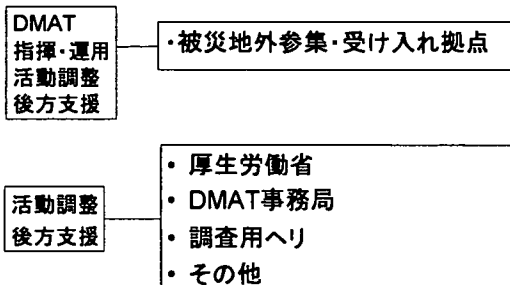 DMAT
指揮・運用
活動調整
後方支援
・被災地外参集・受け入れ拠点
活動調整
後方支援
• 厚生労働省
• DMAT事務局
• 調査用ヘリ
• その他